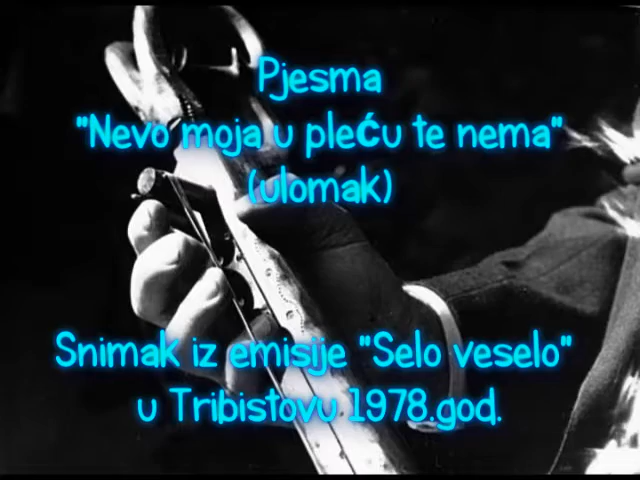 Pjesma
"Nevo moja u pleću te nema"
(ulomak)
Snimak iz emisije "Selo veselo"
u Tribistovu 1978.god.